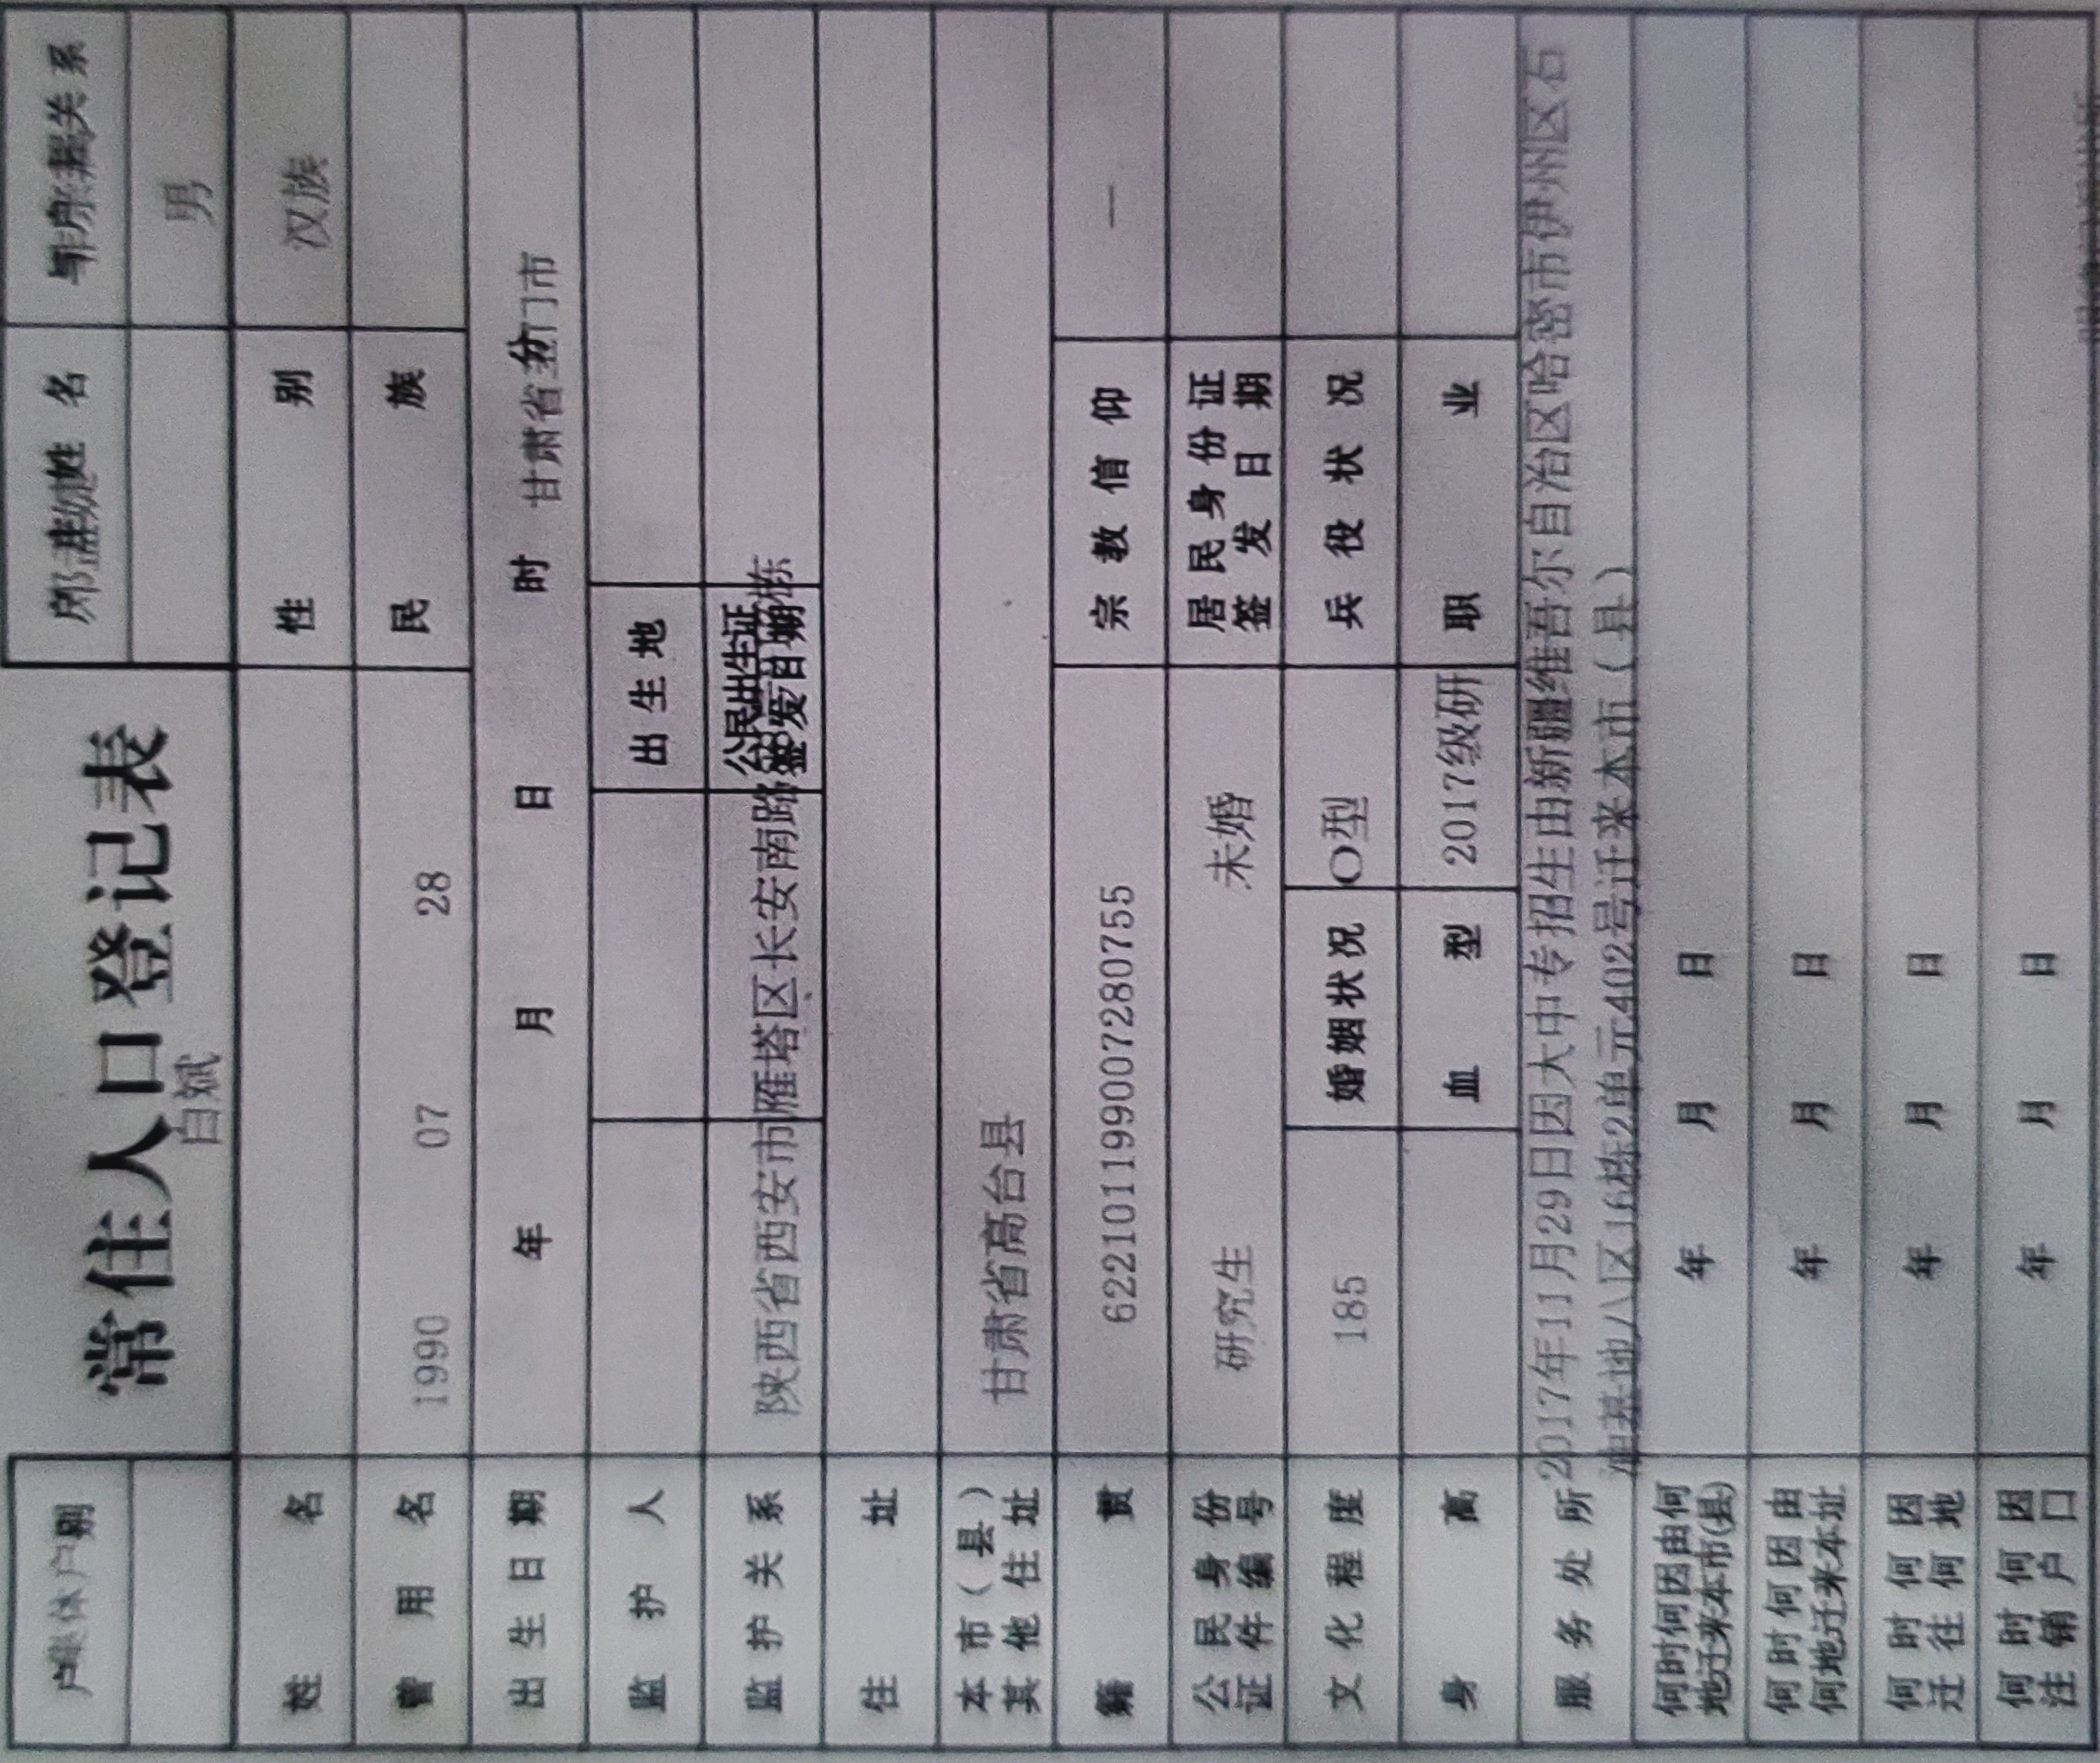 户 别 集体户
常住人口登记表
户主姓名
与户主关系
白斌
男
姓名
性别
汉族
曾用名
1990 07 28
民族
出生日期
年 月 日 时 分
甘肃省玉门市
监护人
出生地
监护关系
公民出生证
签发日期
陕西省西安市雁塔区长安南路
栋
住址
本市(县)
其他住址
甘肃省高台县
籍贯
622101199007280755
宗教信仰
—
公民身份
证件编号
研究生
未婚
居民身份证
签发日期
文化程度
185
婚姻状况
O型
兵役状况
身高
血型
2017级研
职业
服务处所
2017年11月29日因大中专招生由新疆维吾尔自治区哈密市伊州区石
油基地八区16栋2单元402号迁来本市(县)
何时何因由何
地迁来本市(县)
年 月 日
何时何因由
何地迁来本址
年 月 日
何时何因
迁往何地
年 月 日
何时何因
注销户口
年 月 日